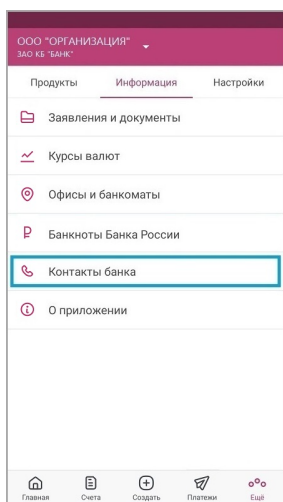 ООО "ОРГАНИЗАЦИЯ"
ЗАО КБ "БАНК"
Продукты Информация Настройки
Заявления и документы
Курсы валют
Офисы и банкоматы
Банкноты Банка России
Контакты банка
О приложении
Главная Счета Создать Платежи Ещё